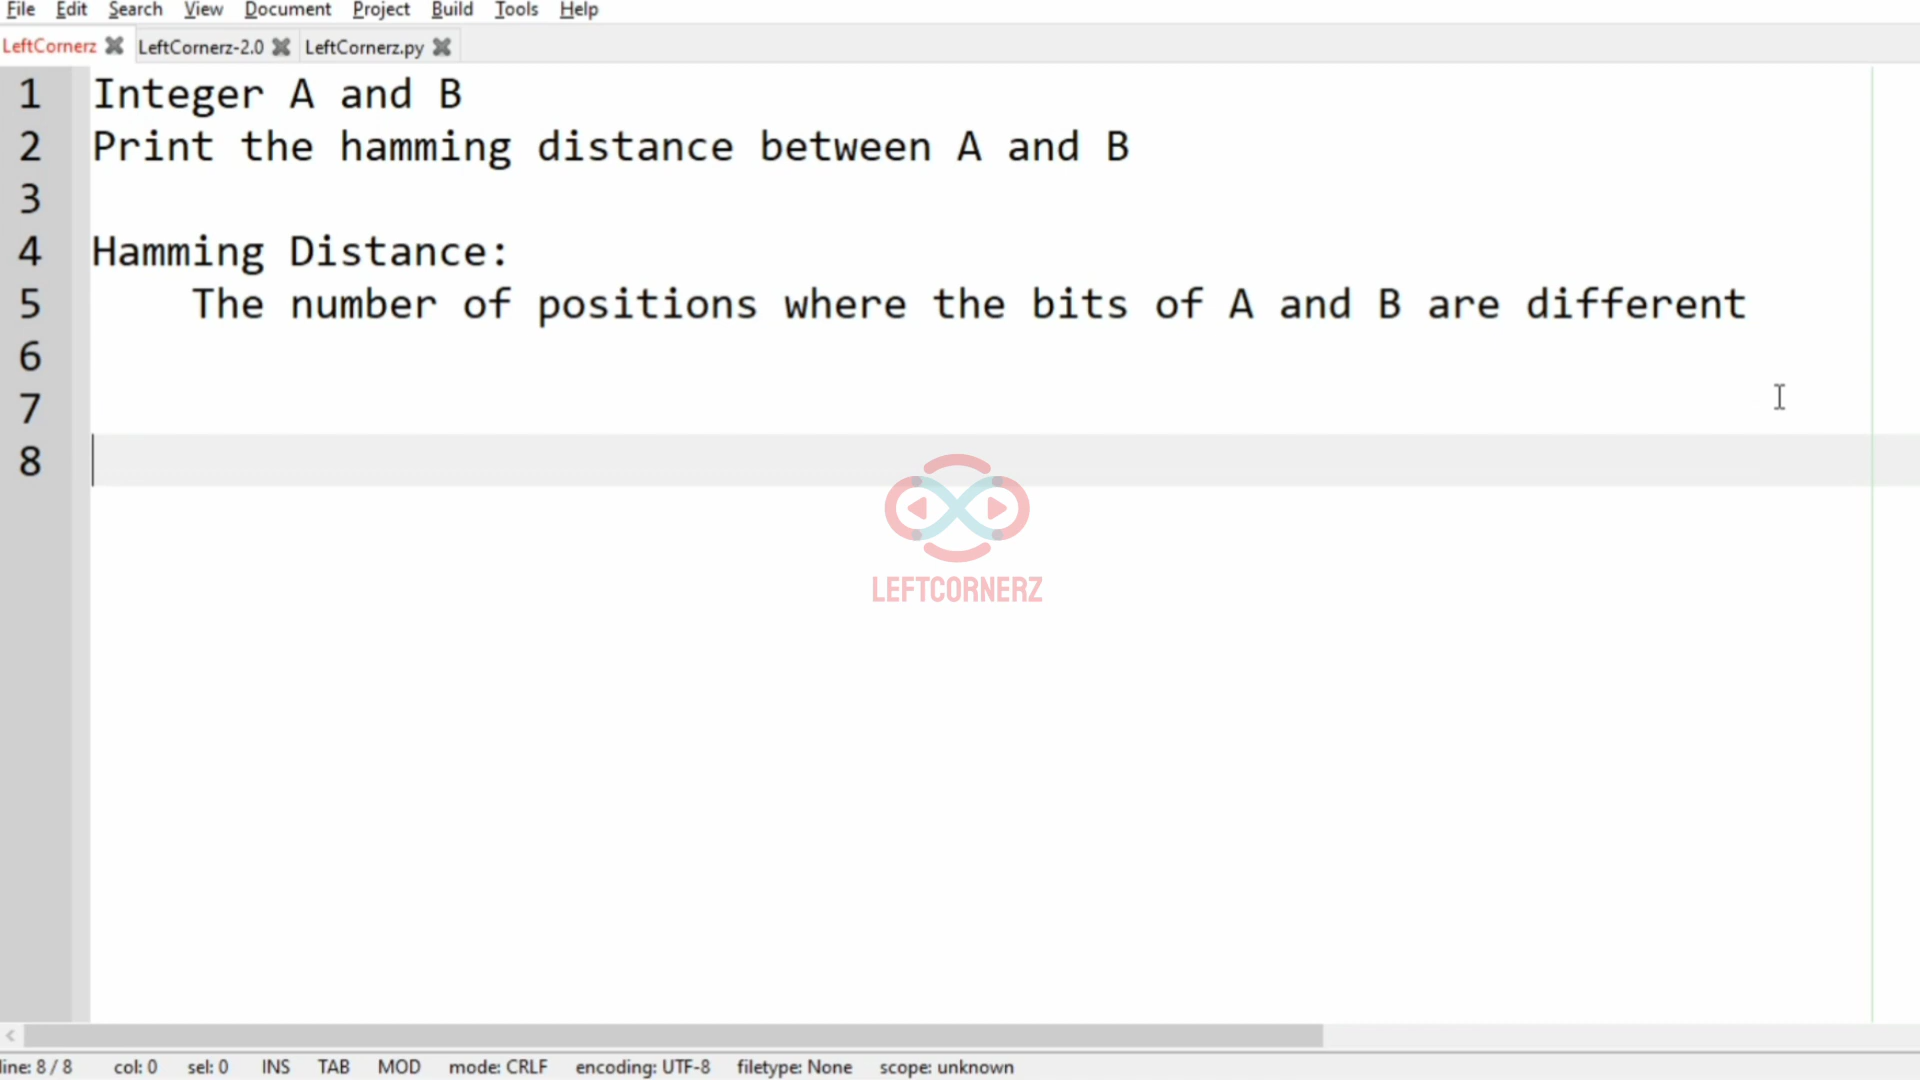 File Edit Search View Document Project Build Tools Help
LeftCornerz LeftCornerz-2.0 LeftCornerz.py
1 Integer A and B
2 Print the hamming distance between A and B
3
4 Hamming Distance:
5 The number of positions where the bits of A and B are different
6
7
8
LEFTCORNERZ
line: 8 / 8 col: 0 sel: 0 INS TAB MOD mode: CRLF encoding: UTF-8 filetype: None scope: unknown